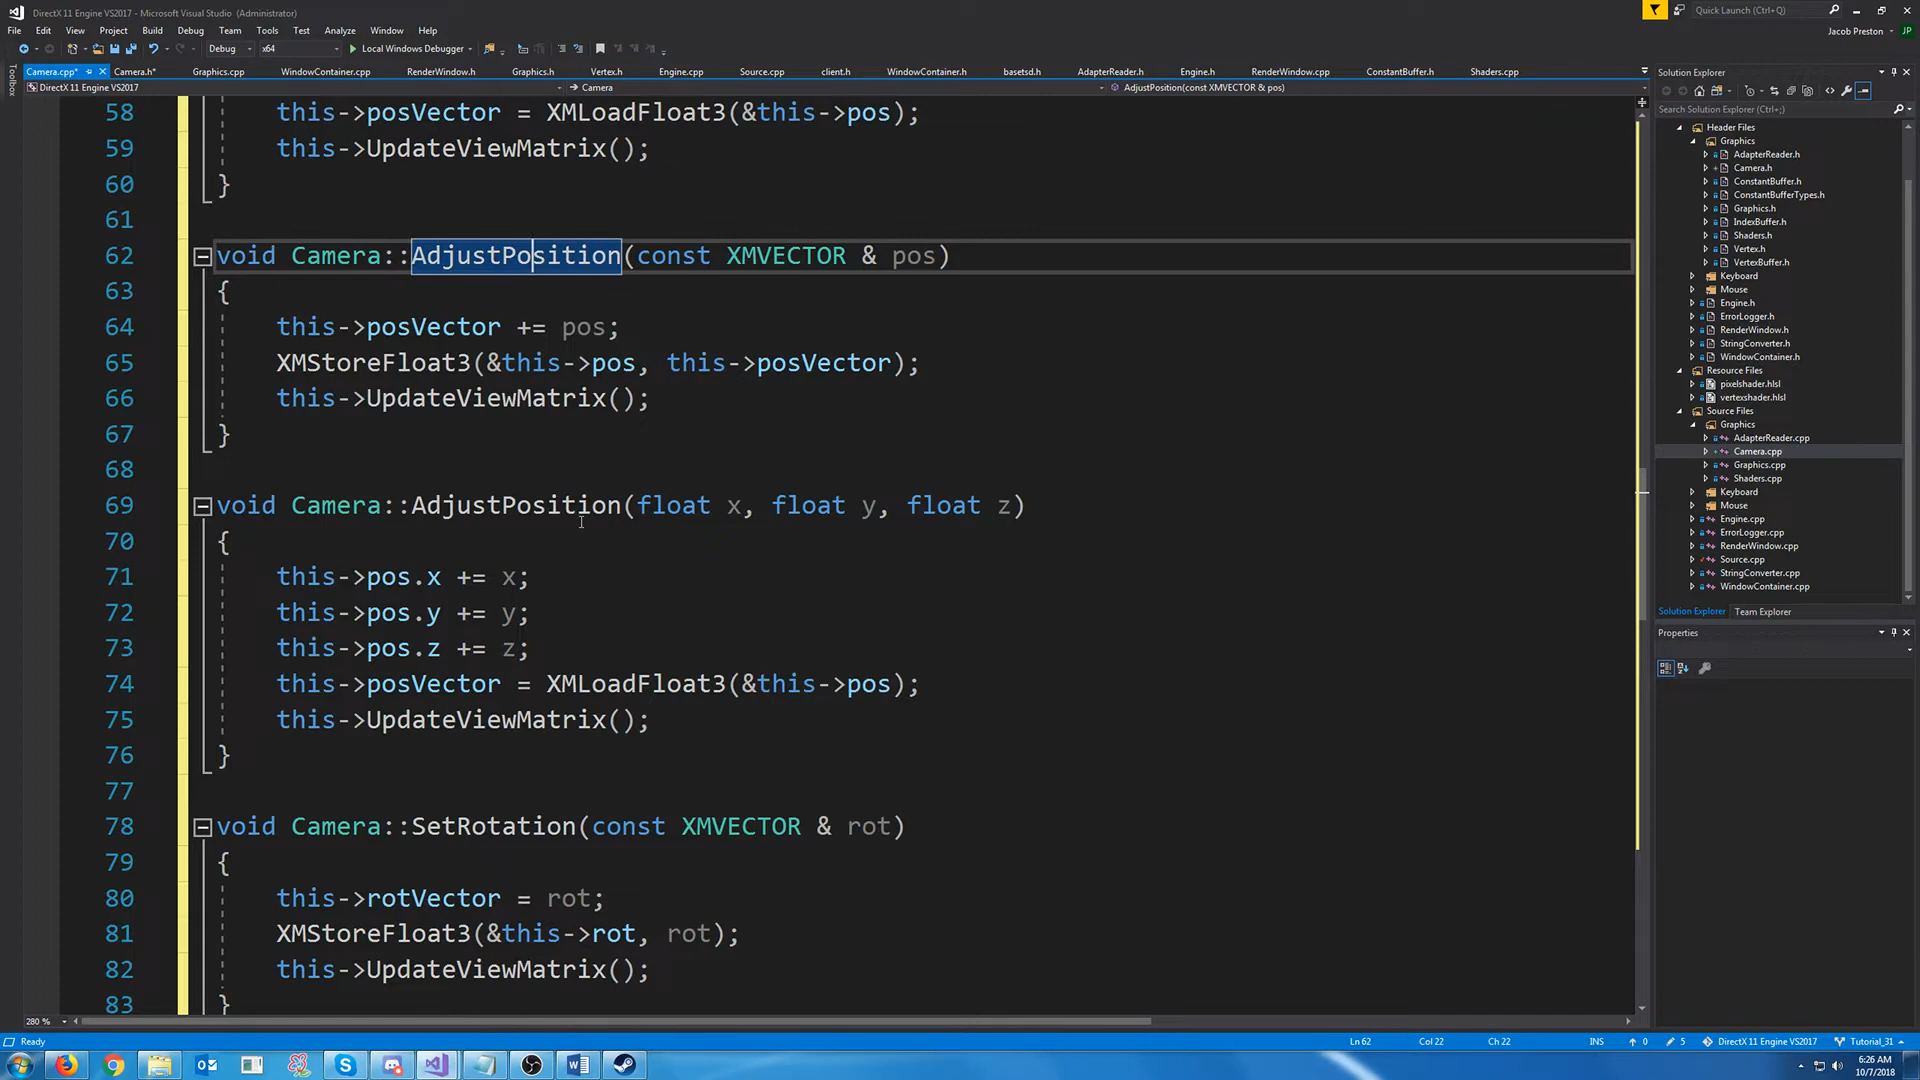 DirectX 11 Engine VS2017 - Microsoft Visual Studio (Administrator)
Quick Launch (Ctrl+Q)
File Edit View Project Build Debug Team Tools Test Analyze Window Help
Jacob Preston JP
Debug x64 Local Windows Debugger
Toolbox
Camera.cpp* Camera.h* Graphics.cpp WindowContainer.cpp RenderWindow.h Graphics.h Vertex.h Engine.cpp Source.cpp client.h WindowContainer.h basetsd.h AdapterReader.h Engine.h RenderWindow.cpp ConstantBuffer.h Shaders.cpp
DirectX 11 Engine VS2017 Camera AdjustPosition(const XMVECTOR & pos)
58 this->posVector = XMLoadFloat3(&this->pos);
59 this->UpdateViewMatrix();
60 }
61
62 void Camera::AdjustPosition(const XMVECTOR & pos)
63 {
64 this->posVector += pos;
65 XMStoreFloat3(&this->pos, this->posVector);
66 this->UpdateViewMatrix();
67 }
68
69 void Camera::AdjustPosition(float x, float y, float z)
70 {
71 this->pos.x += x;
72 this->pos.y += y;
73 this->pos.z += z;
74 this->posVector = XMLoadFloat3(&this->pos);
75 this->UpdateViewMatrix();
76 }
77
78 void Camera::SetRotation(const XMVECTOR & rot)
79 {
80 this->rotVector = rot;
81 XMStoreFloat3(&this->rot, rot);
82 this->UpdateViewMatrix();
83 }
280 %
Solution Explorer
Search Solution Explorer (Ctrl+;)
Header Files
Graphics
AdapterReader.h
Camera.h
ConstantBuffer.h
ConstantBufferTypes.h
Graphics.h
IndexBuffer.h
Shaders.h
Vertex.h
VertexBuffer.h
Keyboard
Mouse
Engine.h
ErrorLogger.h
RenderWindow.h
StringConverter.h
WindowContainer.h
Resource Files
pixelshader.hlsl
vertexshader.hlsl
Source Files
Graphics
AdapterReader.cpp
Camera.cpp
Graphics.cpp
Shaders.cpp
Keyboard
Mouse
Engine.cpp
ErrorLogger.cpp
RenderWindow.cpp
Source.cpp
StringConverter.cpp
WindowContainer.cpp
Solution Explorer Team Explorer
Properties
Ready Ln 62 Col 22 Ch 22 INS 0 5 DirectX 11 Engine VS2017 Tutorial_31
6:26 AM
10/7/2018